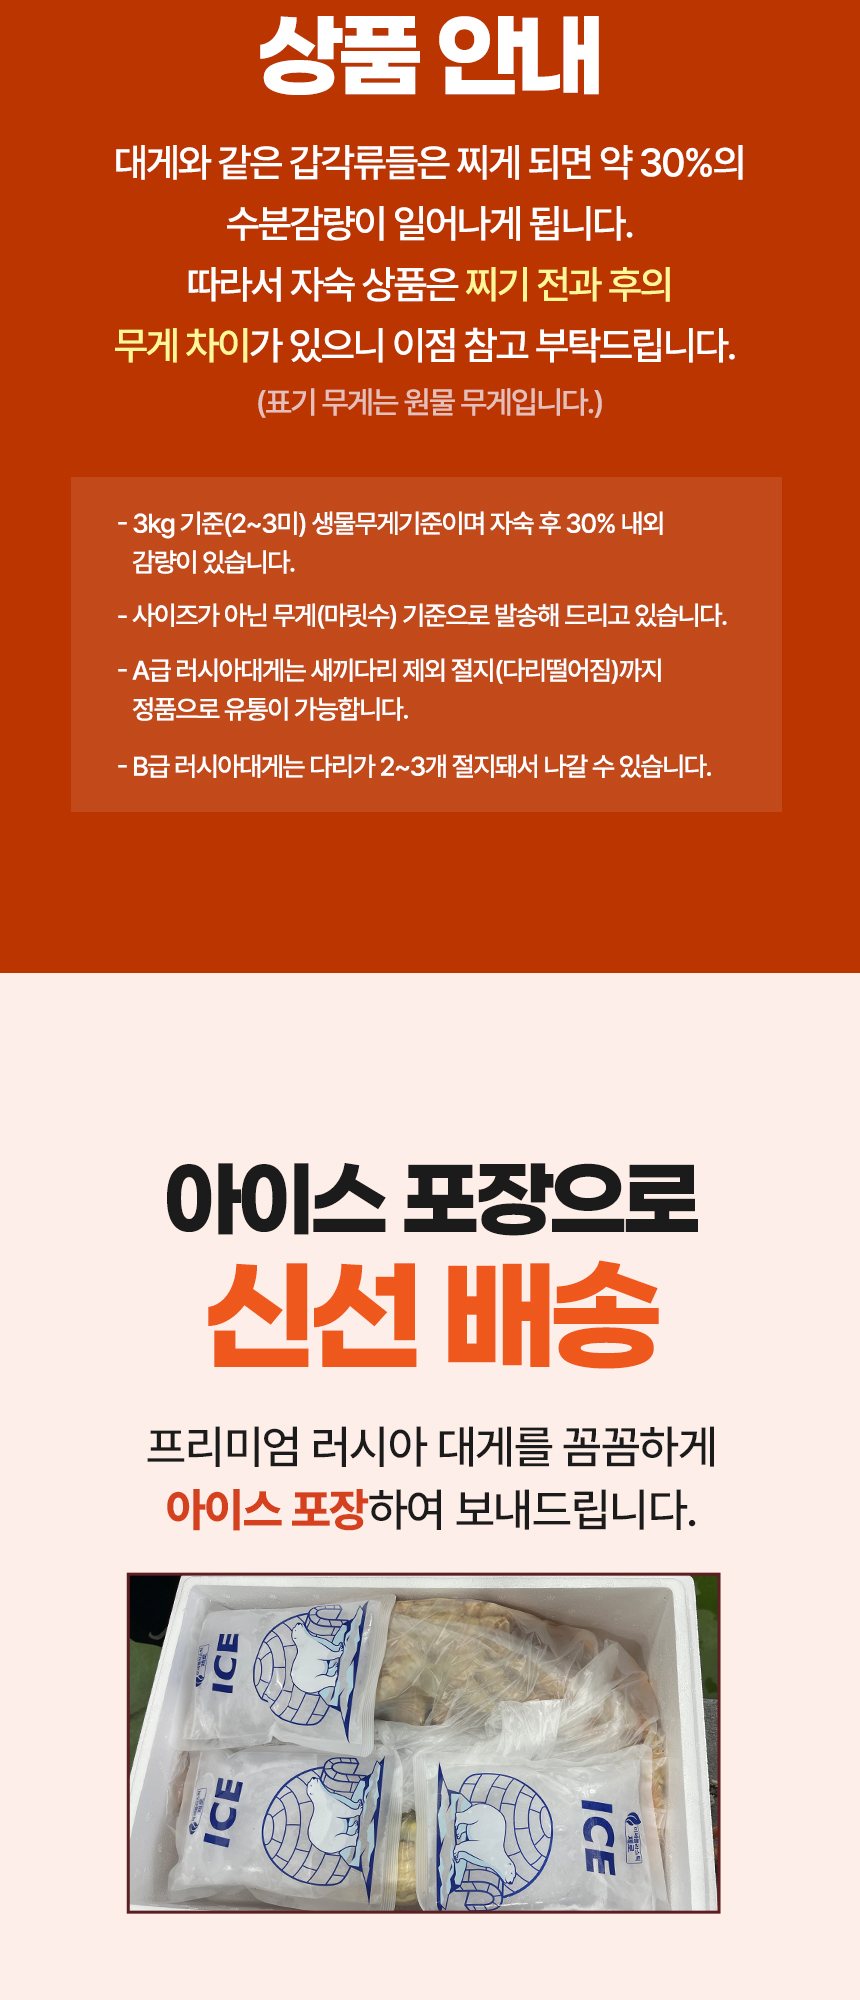 상품 안내
대게와 같은 갑각류들은 찌게 되면 약 30%의
수분감량이 일어나게 됩니다.
따라서 자숙 상품은 찌기 전과 후의
무게 차이가 있으니 이점 참고 부탁드립니다.
(표기 무게는 원물 무게입니다.)
- 3kg 기준(2~3미) 생물무게기준이며 자숙 후 30% 내외
감량이 있습니다.
- 사이즈가 아닌 무게(마릿수) 기준으로 발송해 드리고 있습니다.
- A급 러시아대게는 새끼다리 제외 절지(다리떨어짐)까지
정품으로 유통이 가능합니다.
- B급 러시아대게는 다리가 2~3개 절지돼서 나갈 수 있습니다.
아이스 포장으로
신선 배송
프리미엄 러시아 대게를 꼼꼼하게
아이스 포장하여 보내드립니다.
ICE
ICE
ICE